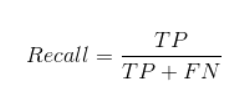 Recall = TP / (TP + FN)